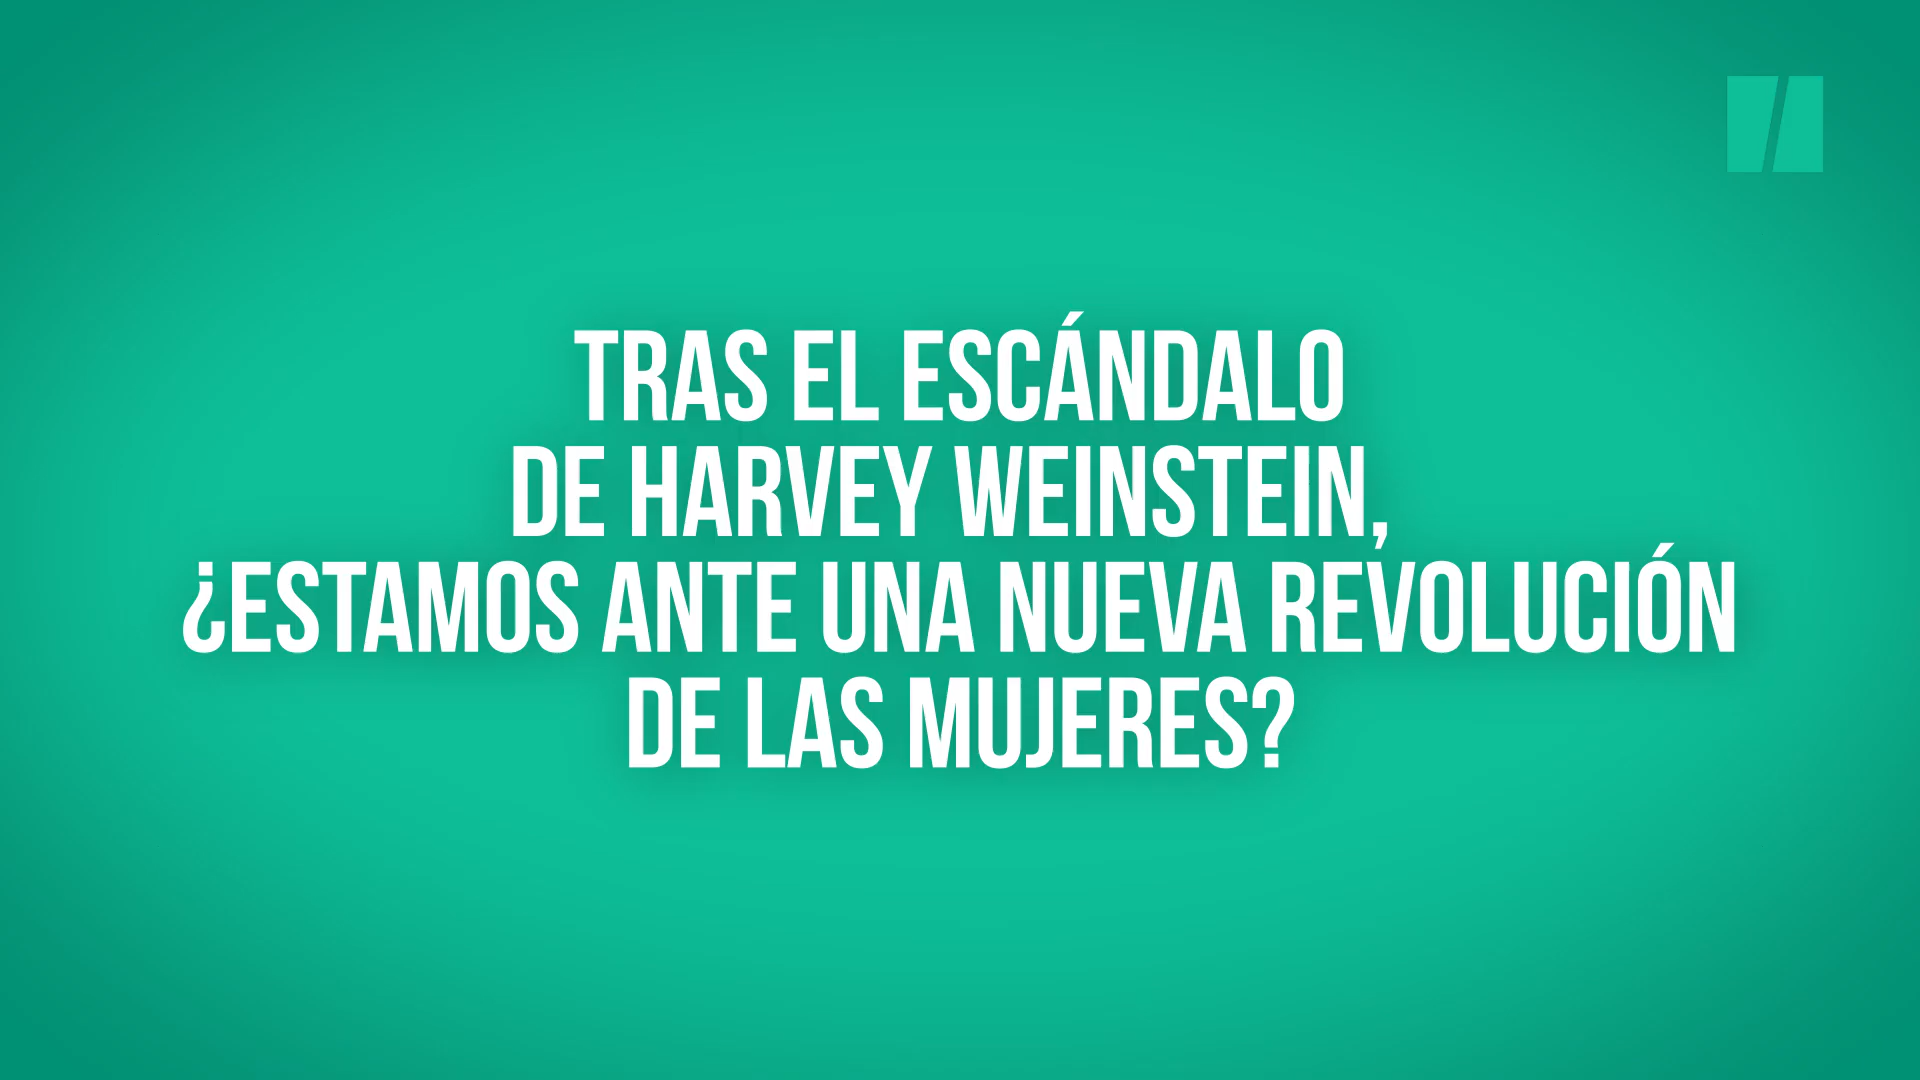 TRAS EL ESCÁNDALO
DE HARVEY WEINSTEIN,
¿ESTAMOS ANTE UNA NUEVA REVOLUCIÓN
DE LAS MUJERES?